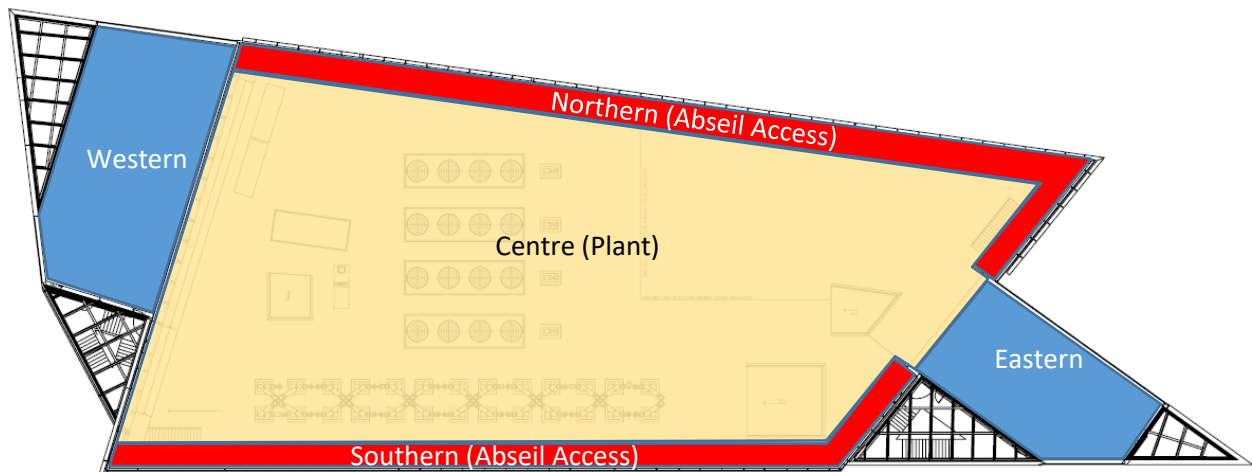 Northern (Abseil Access)
Western
Centre (Plant)
Eastern
Southern (Abseil Access)